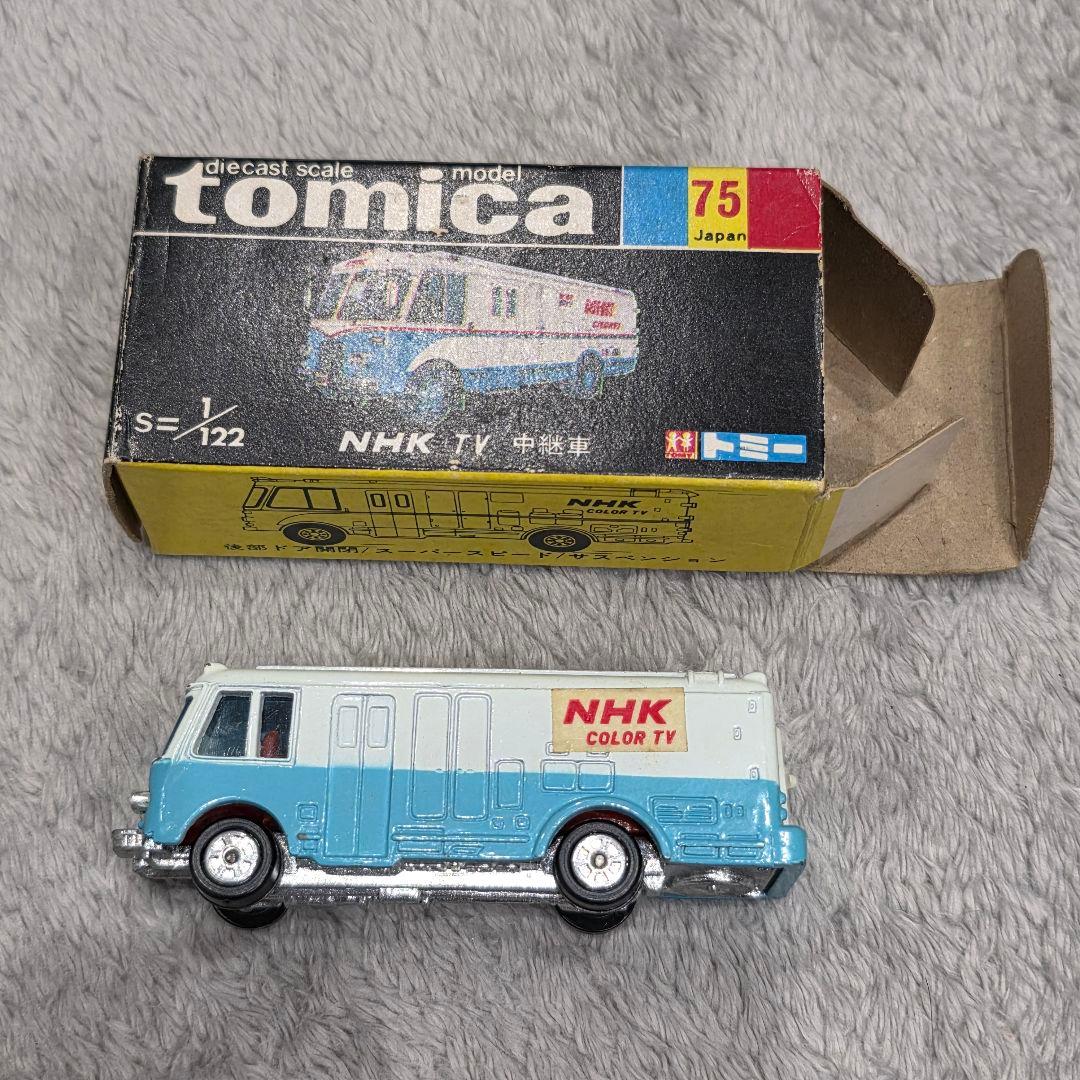 diecast scale model
tomica
75
Japan
S=1/122
NHK TV 中継車
TOMY
トミー
NHK
COLOR TV
後部ドア開閉/スーパースピード/サスペンション
NHK
COLOR TV